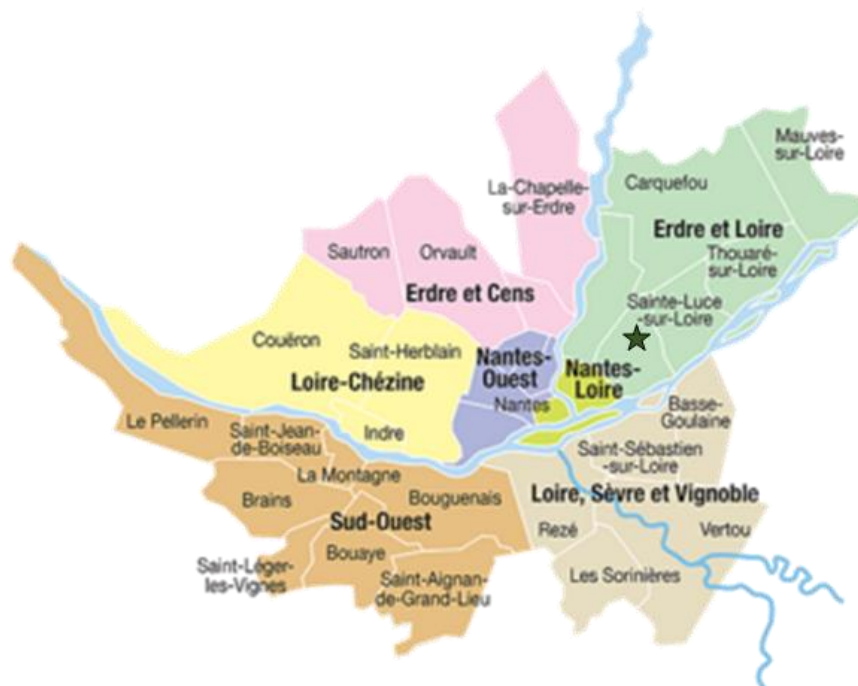 Mauves-
sur-Loire
Carquefou
La-Chapelle-
sur-Erdre
Erdre et Loire
Sautron
Orvault
Thouaré-
sur-Loire
Erdre et Cens
Sainte-Luce
-sur-Loire
Couëron
Saint-Herblain
Nantes-
Ouest
Nantes-
Loire
Loire-Chézine
Nantes
Basse-
Goulaine
Le Pellerin
Saint-Jean-
de-Boiseau
Indre
Saint-Sébastien
-sur-Loire
La Montagne
Brains
Bouguenais
Loire, Sèvre et Vignoble
Sud-Ouest
Rezé
Vertou
Bouaye
Saint-Léger-
les-Vignes
Saint-Aignan-
de-Grand-Lieu
Les Sorinières